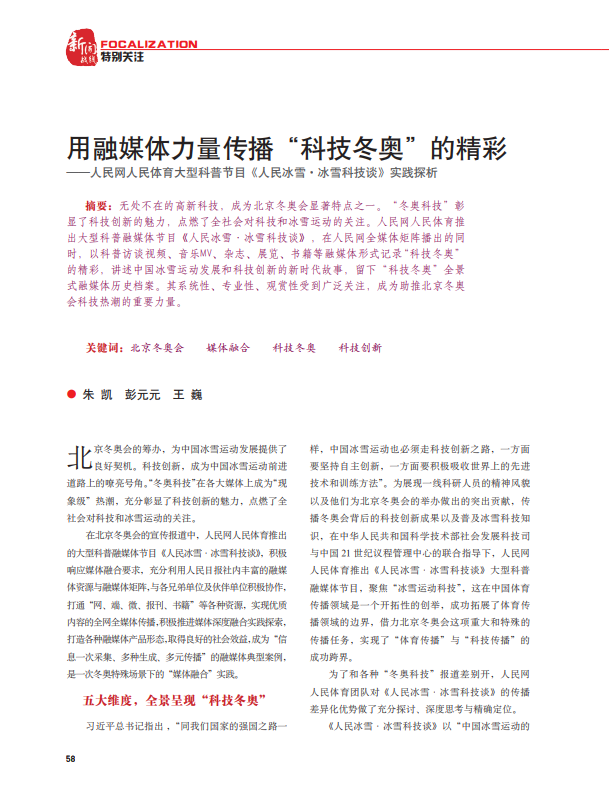 新闻
战线
FOCALIZATION
特别关注
用融媒体力量传播“科技冬奥”的精彩
——人民网人民体育大型科普节目《人民冰雪·冰雪科技谈》实践探析
摘要：无处不在的高新科技，成为北京冬奥会显著特点之一。“冬奥科技”彰
显了科技创新的魅力，点燃了全社会对科技和冰雪运动的关注。人民网人民体育推
出大型科普融媒体节目《人民冰雪·冰雪科技谈》，在人民网全媒体矩阵播出的同
时，以科普访谈视频、音乐MV、杂志、展览、书籍等融媒体形式记录“科技冬奥”
的精彩，讲述中国冰雪运动发展和科技创新的新时代故事，留下“科技冬奥”全景
式融媒体历史档案。其系统性、专业性、观赏性受到广泛关注，成为助推北京冬奥
会科技热潮的重要力量。
关键词：北京冬奥会 媒体融合 科技冬奥 科技创新
● 朱 凯 彭元元 王 巍
北京冬奥会的筹办，为中国冰雪运动发展提供了
良好契机。科技创新，成为中国冰雪运动前进
道路上的嘹亮号角。“冬奥科技”在各大媒体上成为“现
象级”热潮，充分彰显了科技创新的魅力，点燃了全
社会对科技和冰雪运动的关注。
在北京冬奥会的宣传报道中，人民网人民体育推出
的大型科普融媒体节目《人民冰雪·冰雪科技谈》，积极
响应媒体融合要求，充分利用人民日报社内丰富的融媒
体资源与融媒体矩阵，与各兄弟单位及伙伴单位积极协作，
打通“网、端、微、报刊、书籍”等各种资源，实现优质
内容的全网全媒体传播，积极推进媒体深度融合实践探索，
打造各种融媒体产品形态，取得良好的社会效益，成为“信
息一次采集、多种生成、多元传播”的融媒体典型案例，
是一次冬奥特殊场景下的“媒体融合”实践。
五大维度，全景呈现“科技冬奥”
习近平总书记指出，“同我们国家的强国之路一
样，中国冰雪运动也必须走科技创新之路，一方面
要坚持自主创新，一方面要积极吸收世界上的先进
技术和训练方法”。为展现一线科研人员的精神风貌
以及他们为北京冬奥会的举办做出的突出贡献，传
播冬奥会背后的科技创新成果以及普及冰雪科技知
识，在中华人民共和国科学技术部社会发展科技司
与中国 21 世纪议程管理中心的联合指导下，人民网
人民体育推出《人民冰雪·冰雪科技谈》大型科普
融媒体节目，聚焦“冰雪运动科技”，这在中国体育
传播领域是一个开拓性的创举，成功拓展了体育传
播领域的边界，借力北京冬奥会这项重大和特殊的
传播任务，实现了“体育传播”与“科技传播”的
成功跨界。
为了和各种“冬奥科技”报道差别开，人民网
人民体育团队对《人民冰雪·冰雪科技谈》的传播
差异化优势做了充分探讨、深度思考与精确定位。
《人民冰雪·冰雪科技谈》以“中国冰雪运动的
58